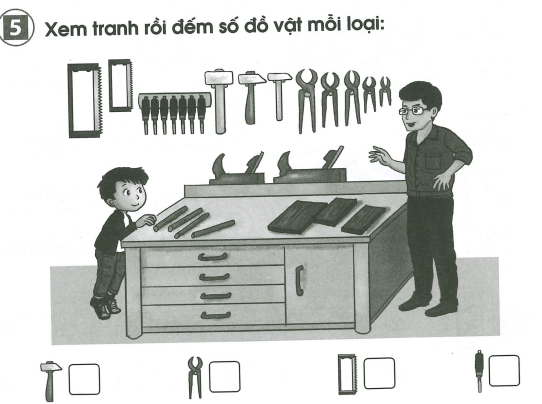 5 Xem tranh rồi đếm số đồ vật mỗi loại: